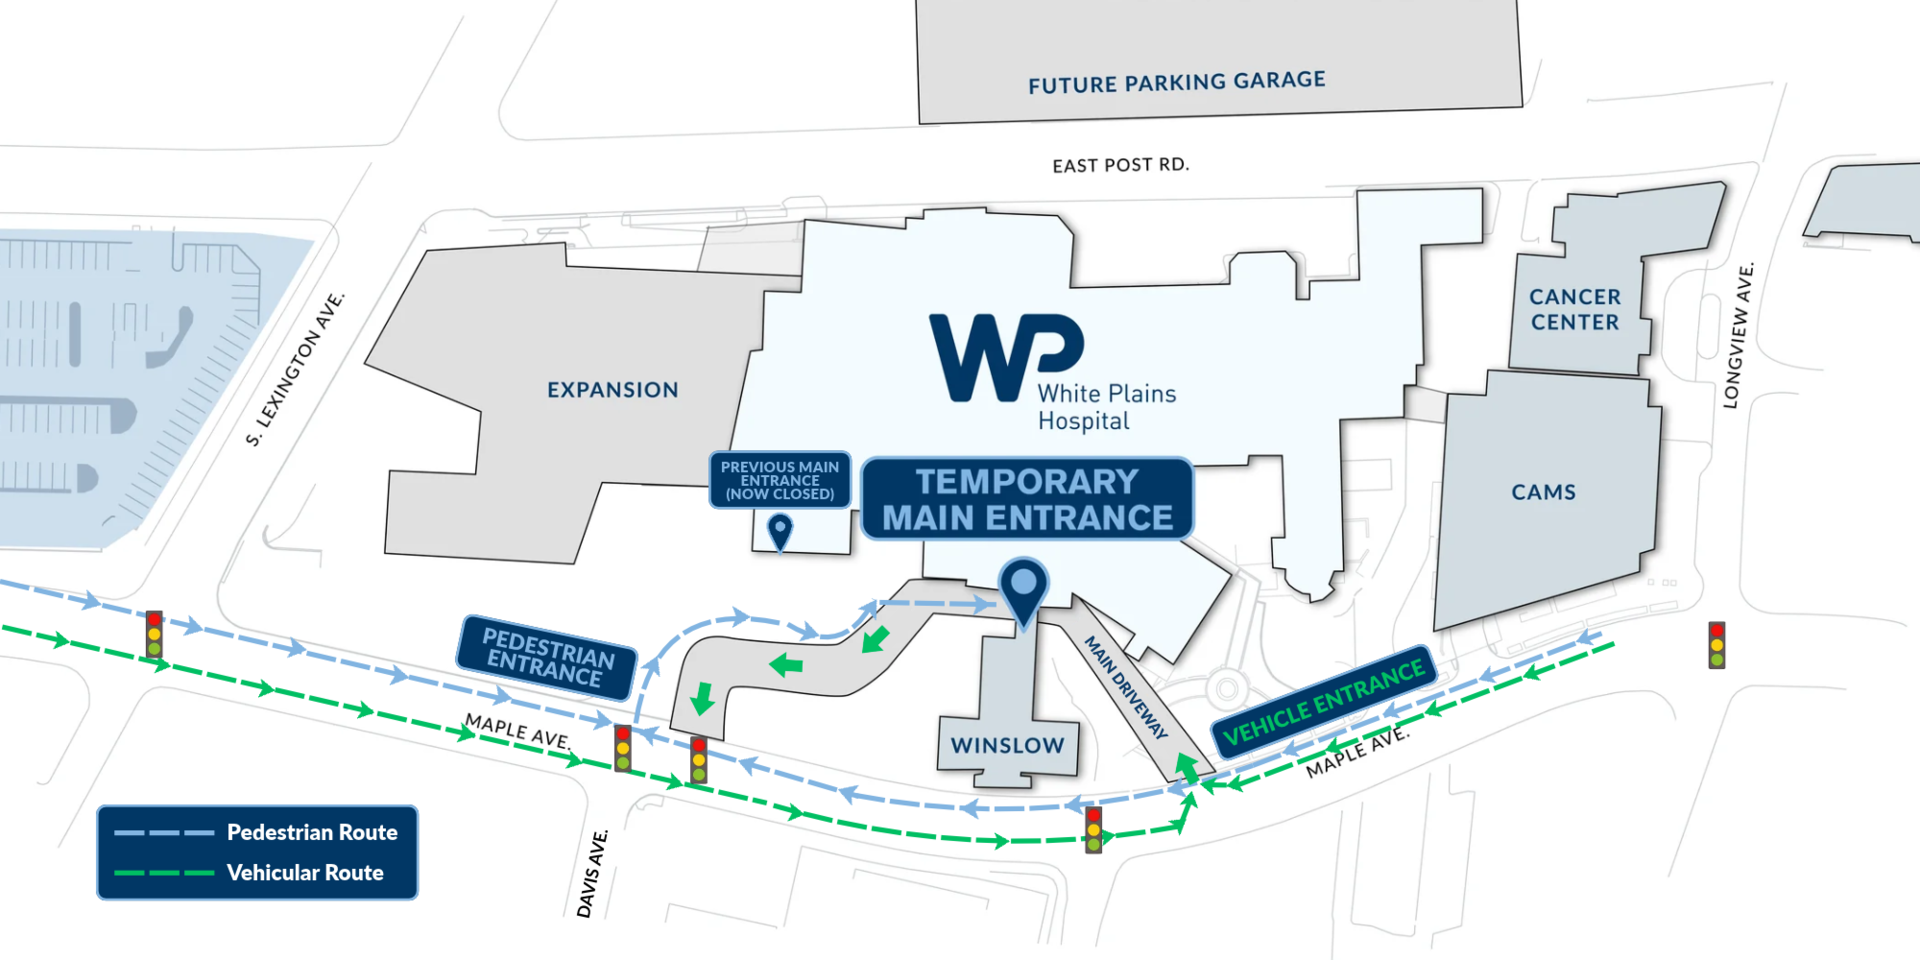 FUTURE PARKING GARAGE
EAST POST RD.
S. LEXINGTON AVE.
EXPANSION
WP
White Plains
Hospital
CANCER
CENTER
LONGVIEW AVE.
CAMS
PREVIOUS MAIN
ENTRANCE
(NOW CLOSED)
TEMPORARY
MAIN ENTRANCE
PEDESTRIAN
ENTRANCE
MAIN DRIVEWAY
VEHICLE ENTRANCE
MAPLE AVE.
WINSLOW
MAPLE AVE.
DAVIS AVE.
Pedestrian Route
Vehicular Route